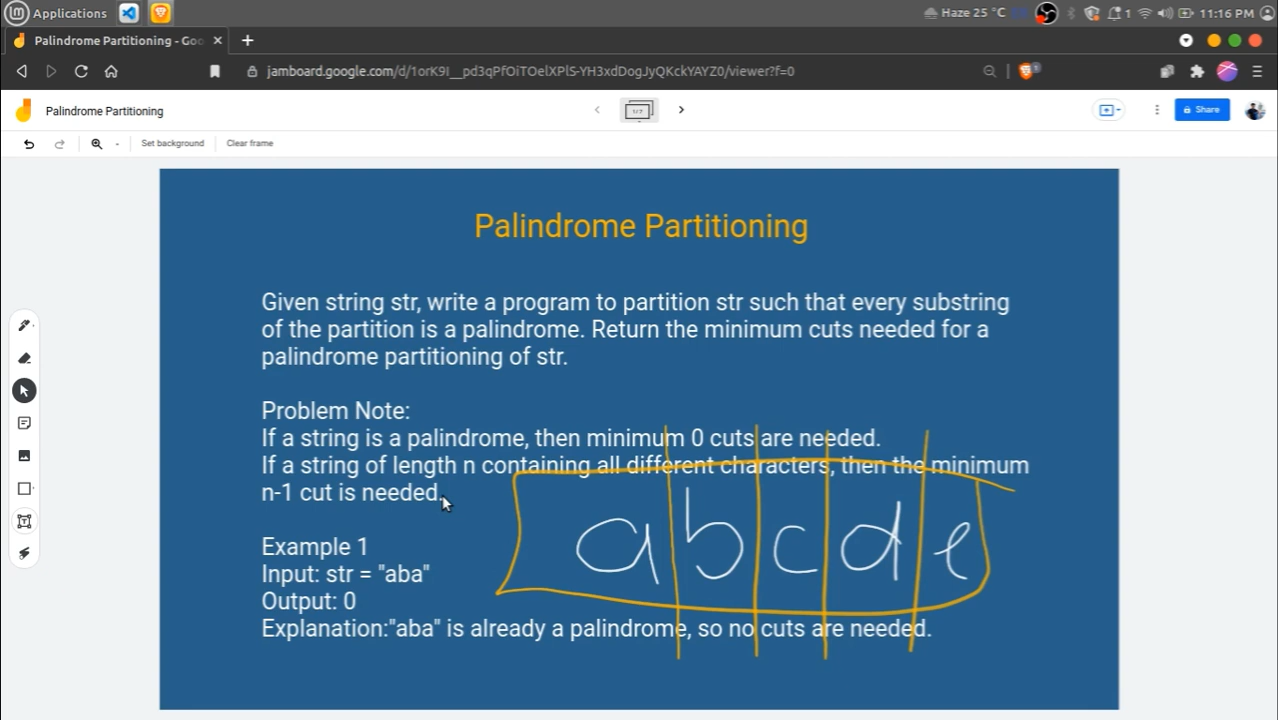 Applications
Haze 25 °C
1
11:16 PM
Palindrome Partitioning - Goo
jamboard.google.com/d/1orK9I__pd3qPfOiTOelXPlS-YH3xdDogJyQKckYAYZ0/viewer?f=0
Palindrome Partitioning
1/7
Share
Set background
Clear frame
Palindrome Partitioning
Given string str, write a program to partition str such that every substring
of the partition is a palindrome. Return the minimum cuts needed for a
palindrome partitioning of str.
Problem Note:
If a string is a palindrome, then minimum 0 cuts are needed.
If a string of length n containing all different characters, then the minimum
n-1 cut is needed.
a b c d e
Example 1
Input: str = "aba"
Output: 0
Explanation:"aba" is already a palindrome, so no cuts are needed.